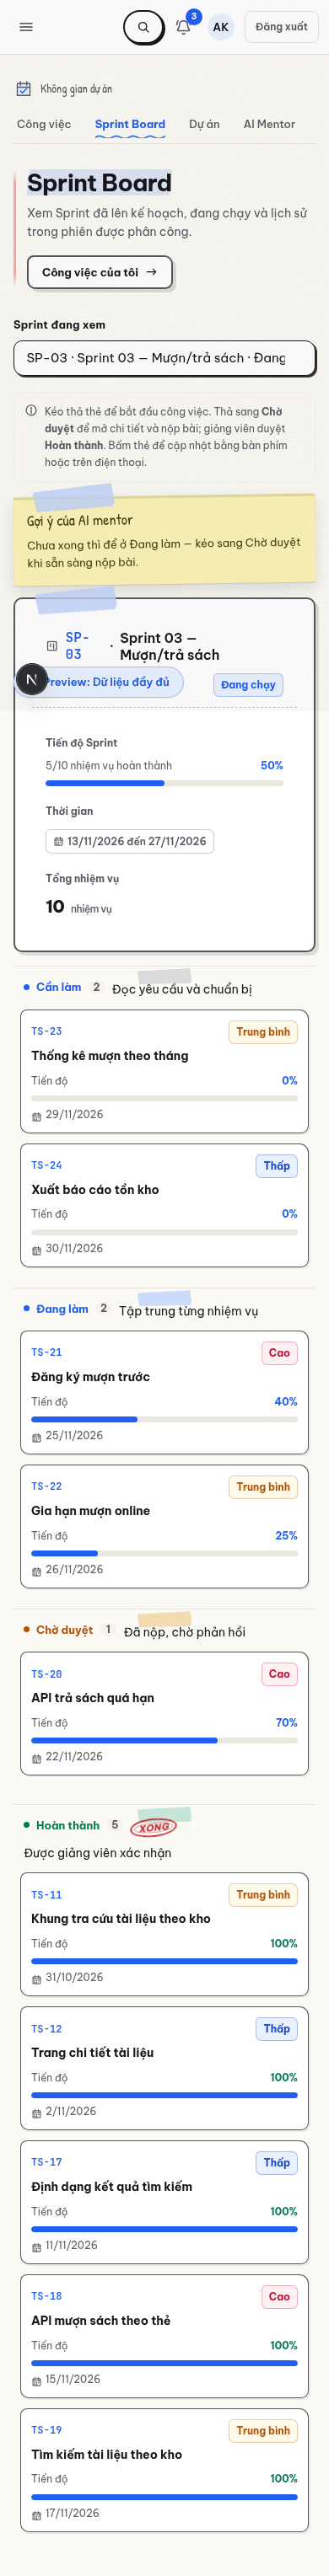 3
AK
Đăng xuất
Không gian dự án
Công việc
Sprint Board
Dự án
AI Mentor
Sprint Board
Xem Sprint đã lên kế hoạch, đang chạy và lịch sử
trong phiên được phân công.
Công việc của tôi →
Sprint đang xem
SP-03 · Sprint 03 — Mượn/trả sách · Đang
Kéo thả thẻ để bắt đầu công việc. Thả sang Chờ
duyệt để mở chi tiết và nộp bài; giảng viên duyệt
Hoàn thành. Bấm thẻ để cập nhật bằng bàn phím
hoặc trên điện thoại.
Gợi ý của AI mentor
Chưa xong thì để ở Đang làm — kéo sang Chờ duyệt
khi sẵn sàng nộp bài.
SP-
03
·
Sprint 03 —
Mượn/trả sách
N
Preview: Dữ liệu đầy đủ
Đang chạy
Tiến độ Sprint
5/10 nhiệm vụ hoàn thành
50%
Thời gian
13/11/2026 đến 27/11/2026
Tổng nhiệm vụ
10 nhiệm vụ
Cần làm 2 Đọc yêu cầu và chuẩn bị
TS-23
Trung bình
Thống kê mượn theo tháng
Tiến độ
0%
29/11/2026
TS-24
Thấp
Xuất báo cáo tồn kho
Tiến độ
0%
30/11/2026
Đang làm 2 Tập trung từng nhiệm vụ
TS-21
Cao
Đăng ký mượn trước
Tiến độ
40%
25/11/2026
TS-22
Trung bình
Gia hạn mượn online
Tiến độ
25%
26/11/2026
Chờ duyệt 1 Đã nộp, chờ phản hồi
TS-20
Cao
API trả sách quá hạn
Tiến độ
70%
22/11/2026
Hoàn thành 5 XONG
Được giảng viên xác nhận
TS-11
Trung bình
Khung tra cứu tài liệu theo kho
Tiến độ
100%
31/10/2026
TS-12
Thấp
Trang chi tiết tài liệu
Tiến độ
100%
2/11/2026
TS-17
Thấp
Định dạng kết quả tìm kiếm
Tiến độ
100%
11/11/2026
TS-18
Cao
API mượn sách theo thẻ
Tiến độ
100%
15/11/2026
TS-19
Trung bình
Tìm kiếm tài liệu theo kho
Tiến độ
100%
17/11/2026